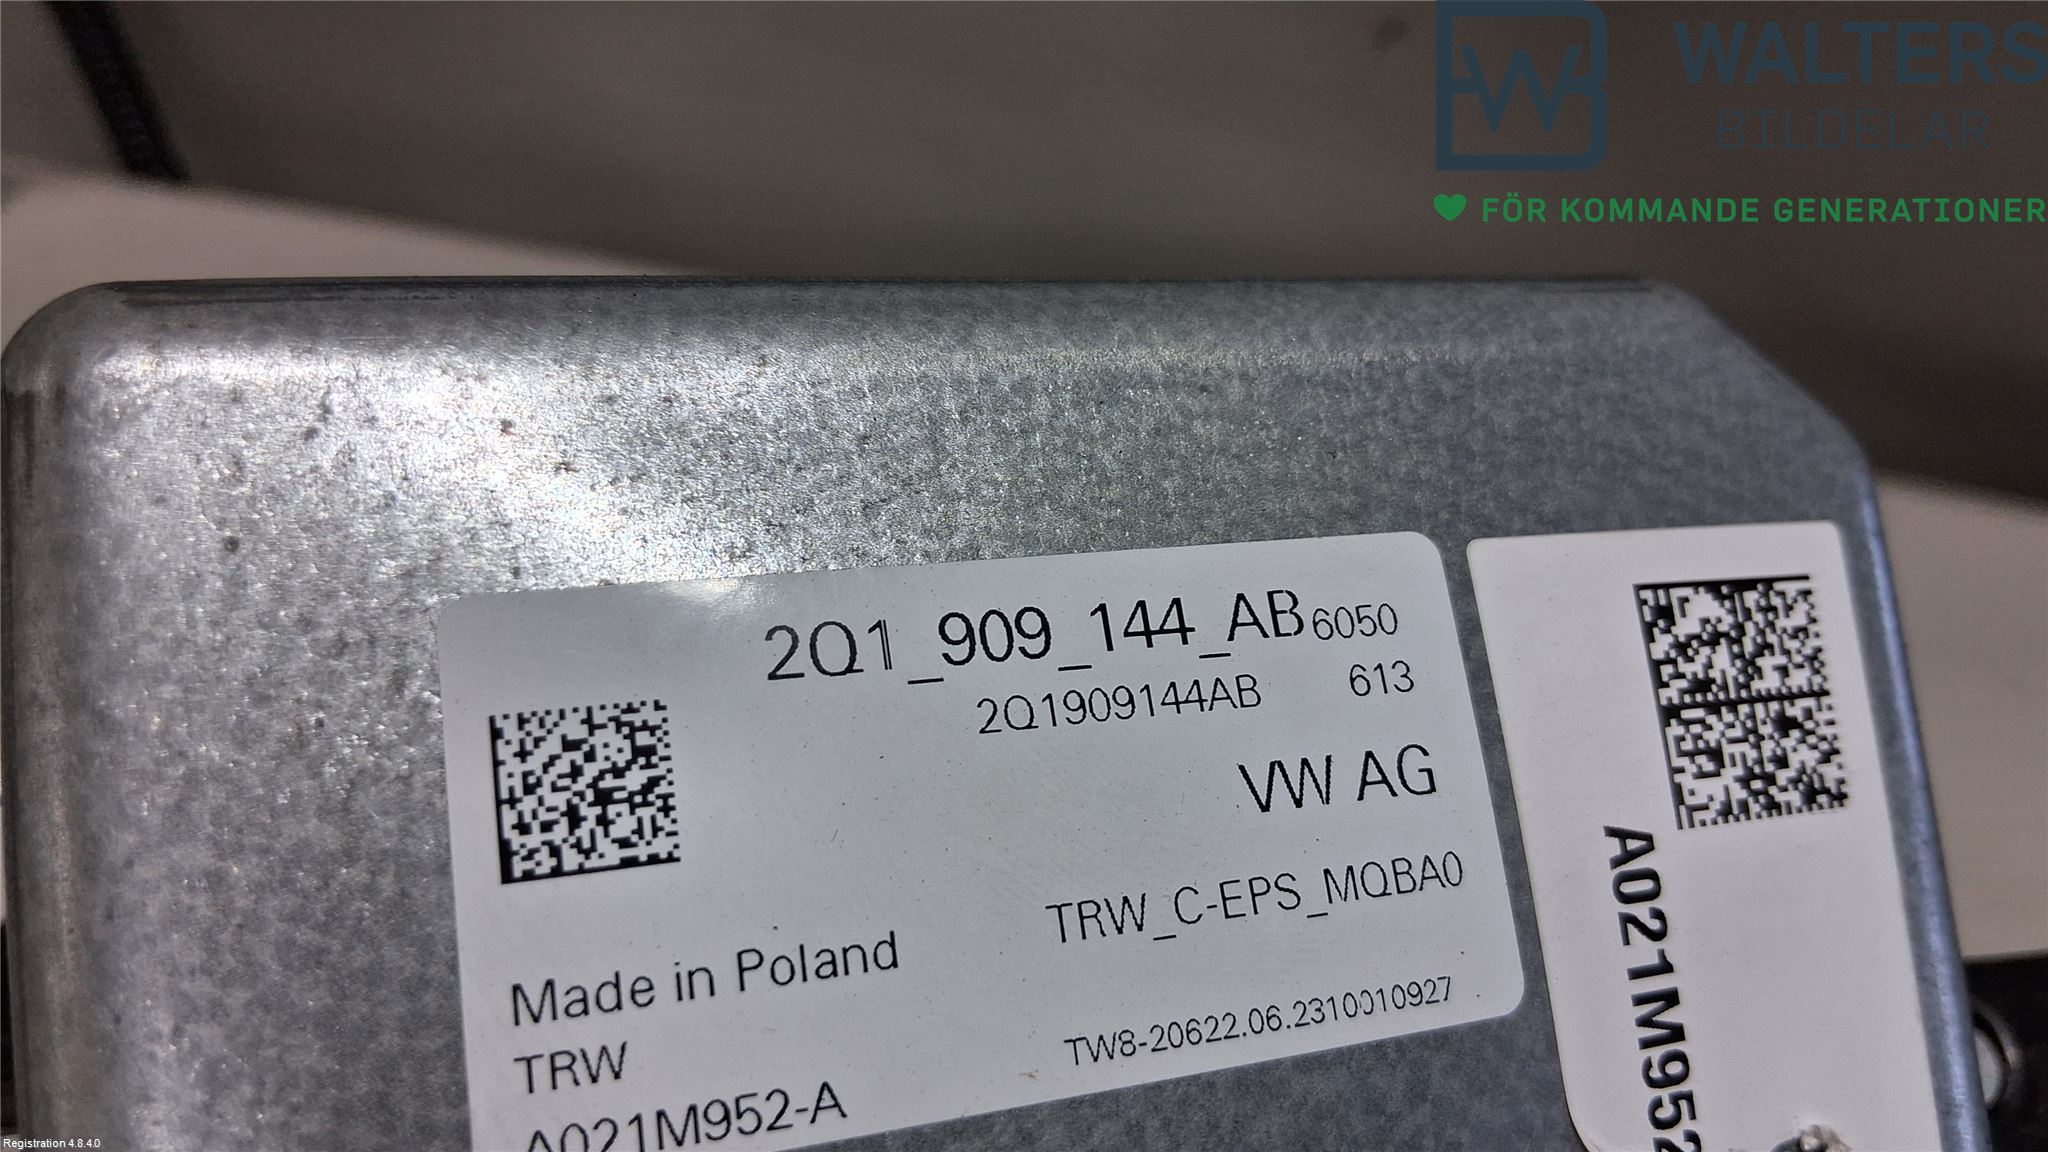 WALTERS
BILDELAR
FÖR KOMMANDE GENERATIONER
2Q1_909_144_AB 6050
2Q1909144AB 613
VW AG
TRW_C-EPS_MQBA0
Made in Poland
TRW
TW8-20622.06.2310010927
A021M952-A
A021M952
Registration 4.8.4.0